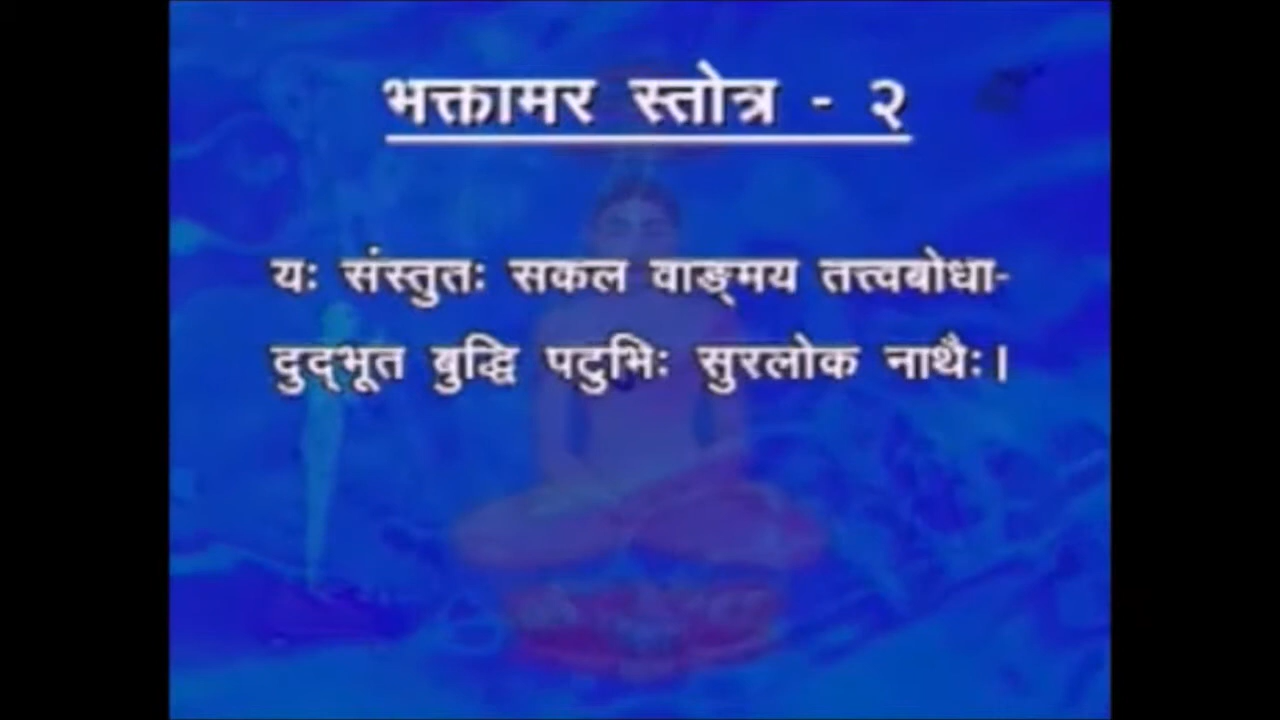 भक्तामर स्तोत्र - २
यः संस्तुतः सकल वाङ्मय तत्त्वबोधा-
दुद्भूत बुद्धि पटुभिः सुरलोक नाथैः।